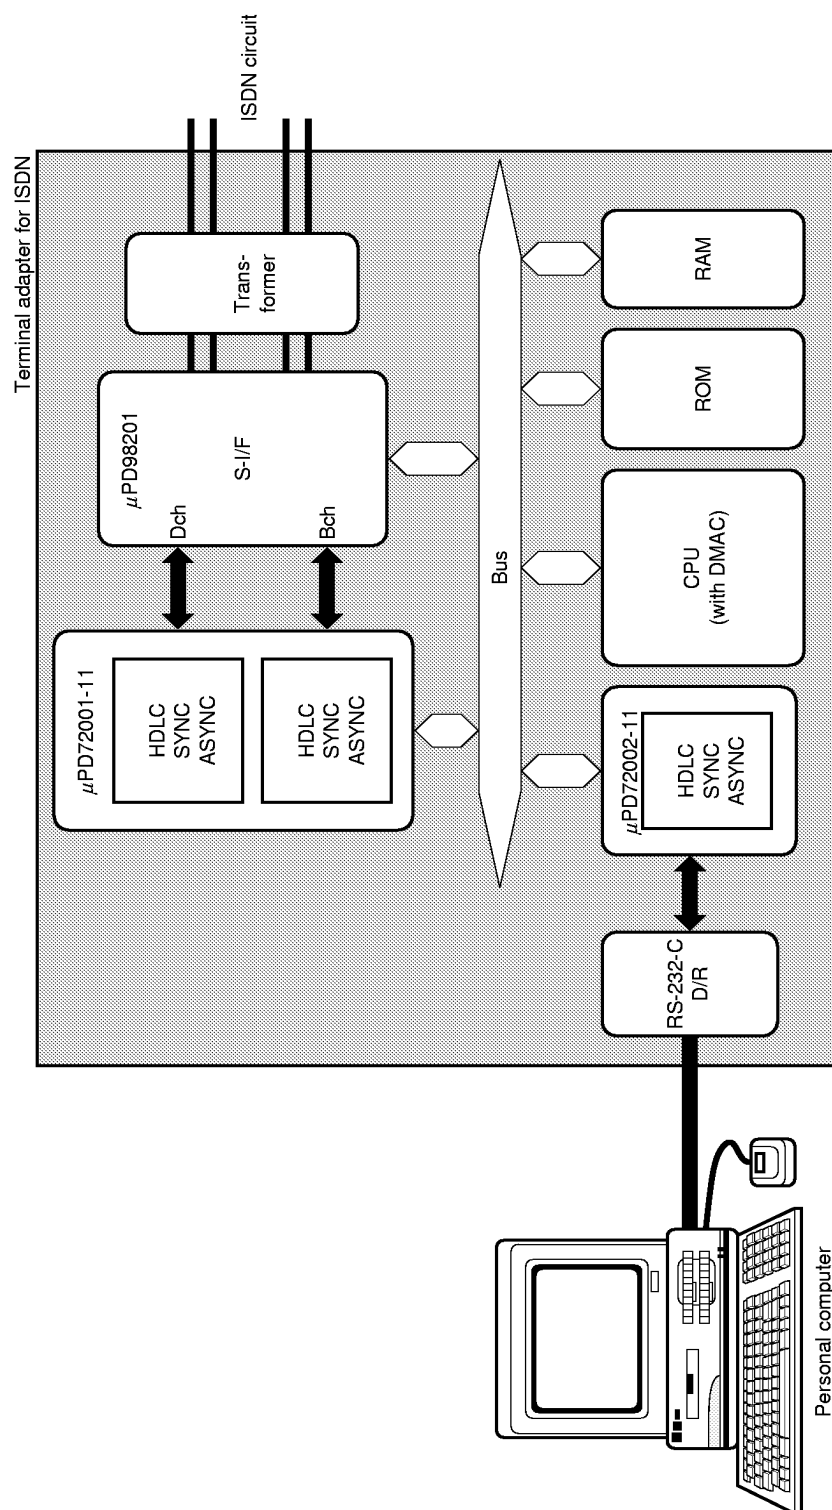 Terminal adapter for ISDN
ISDN circuit
Trans-
former
μPD98201
S-I/F
Dch
Bch
μPD72001-11
HDLC
SYNC
ASYNC
HDLC
SYNC
ASYNC
Bus
RAM
ROM
CPU
(with DMAC)
μPD72002-11
HDLC
SYNC
ASYNC
RS-232-C
D/R
Personal computer